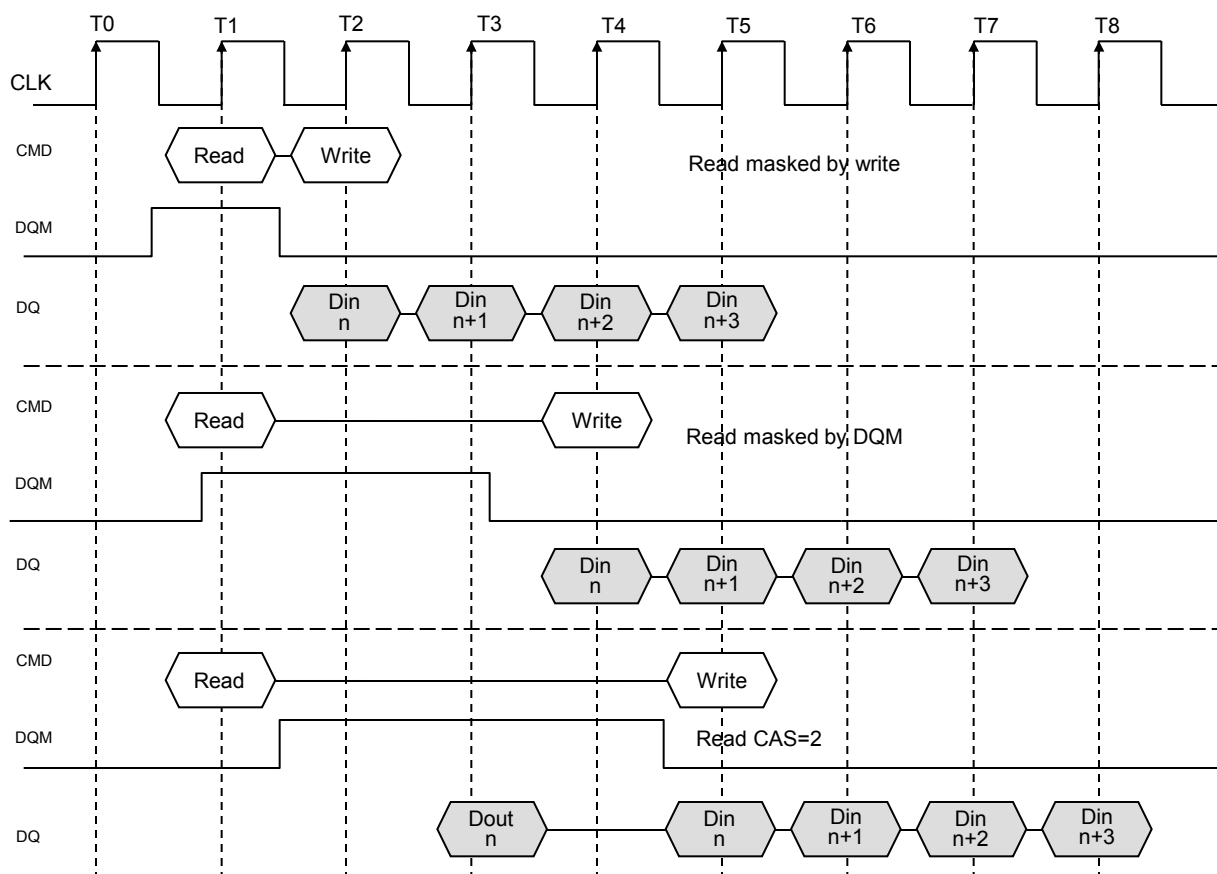 T0 T1 T2 T3 T4 T5 T6 T7 T8
CLK
CMD Read Write Read masked by write
DQM
DQ Din n Din n+1 Din n+2 Din n+3
CMD Read Write Read masked by DQM
DQM
DQ Din n Din n+1 Din n+2 Din n+3
CMD Read Write
DQM Read CAS=2
DQ Dout n Din n Din n+1 Din n+2 Din n+3